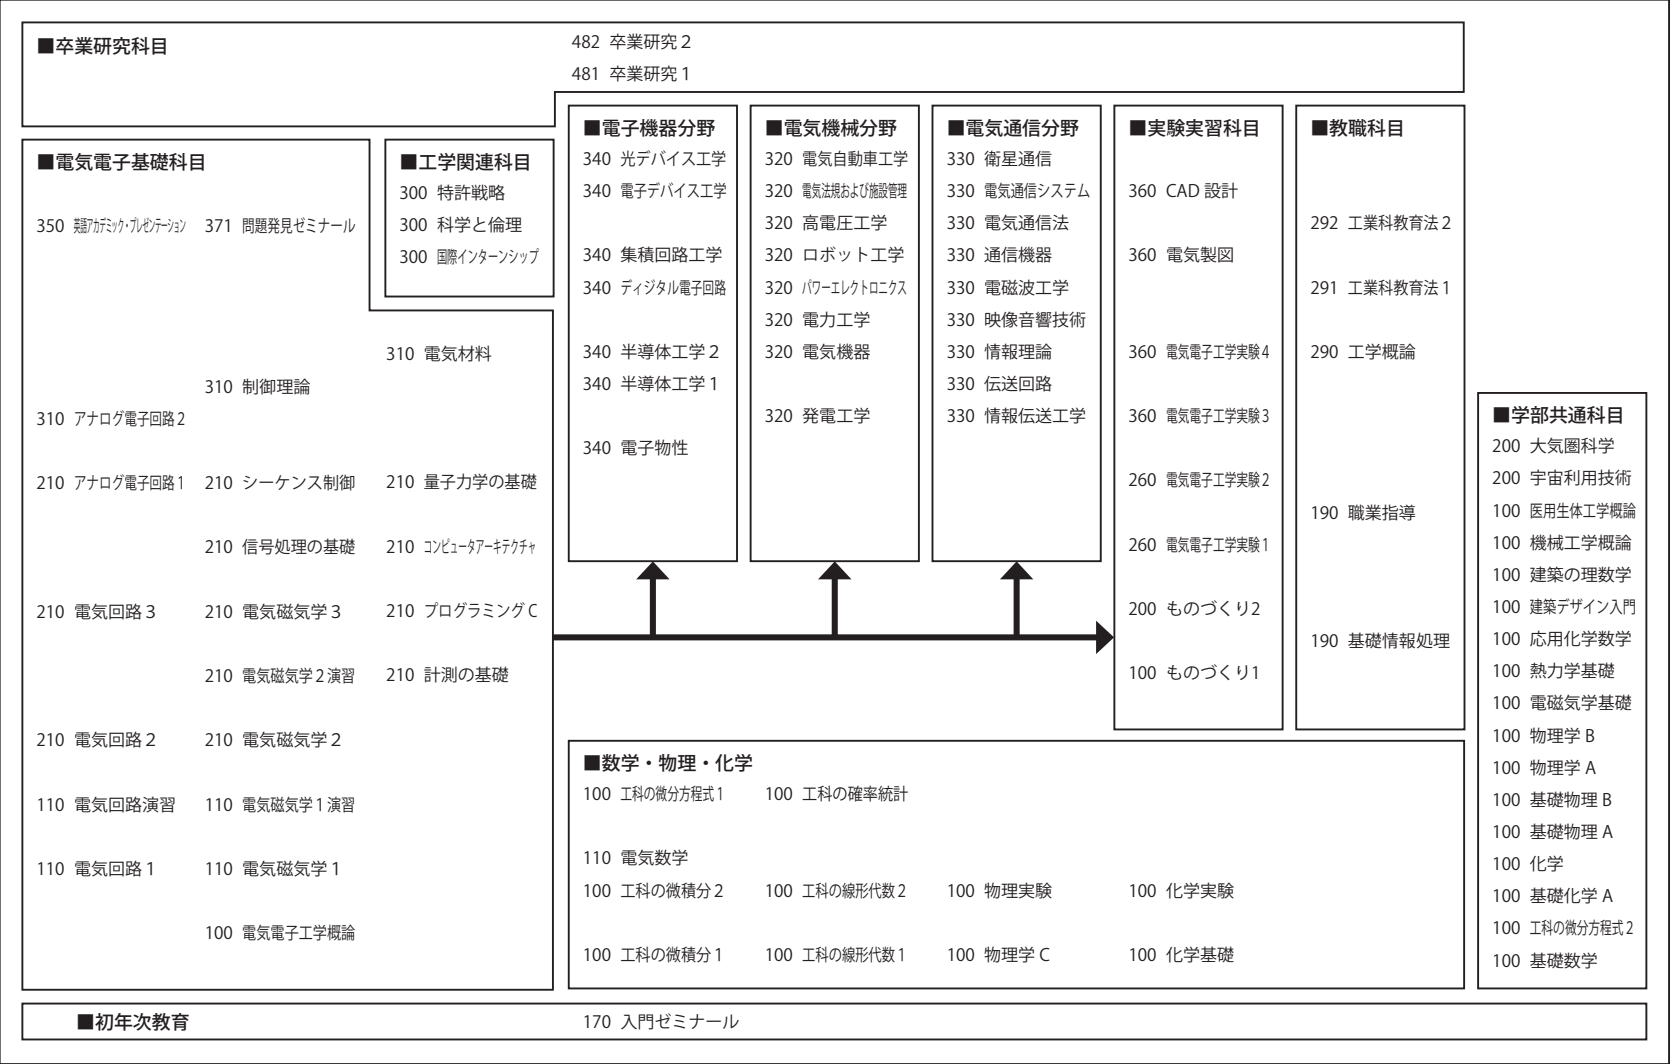 ■卒業研究科目
482 卒業研究2
481 卒業研究1
■電気電子基礎科目
350 英語アカデミック・プレゼンテーション 371 問題発見ゼミナール
310 電気材料
310 制御理論
310 アナログ電子回路2
210 アナログ電子回路1 210 シーケンス制御 210 量子力学の基礎
210 信号処理の基礎 210 コンピュータアーキテクチャ
210 電気回路3 210 電気磁気学3 210 プログラミングC
210 電気磁気学2演習 210 計測の基礎
210 電気回路2 210 電気磁気学2
110 電気回路演習 110 電気磁気学1演習
110 電気回路1 110 電気磁気学1
100 電気電子工学概論
■工学関連科目
300 特許戦略
300 科学と倫理
300 国際インターンシップ
■電子機器分野
340 光デバイス工学
340 電子デバイス工学
340 集積回路工学
340 ディジタル電子回路
340 半導体工学2
340 半導体工学1
340 電子物性
■電気機械分野
320 電気自動車工学
320 電気法規および施設管理
320 高電圧工学
320 ロボット工学
320 パワーエレクトロニクス
320 電力工学
320 電気機器
320 発電工学
■電気通信分野
330 衛星通信
330 電気通信システム
330 電気通信法
330 通信機器
330 電磁波工学
330 映像音響技術
330 情報理論
330 伝送回路
330 情報伝送工学
■実験実習科目
360 CAD 設計
360 電気製図
360 電気電子工学実験4
360 電気電子工学実験3
260 電気電子工学実験2
260 電気電子工学実験1
200 ものづくり2
100 ものづくり1
■教職科目
292 工業科教育法2
291 工業科教育法1
290 工学概論
190 職業指導
190 基礎情報処理
■数学・物理・化学
100 工科の微分方程式1 100 工科の確率統計
110 電気数学
100 工科の微積分2 100 工科の線形代数2 100 物理実験 100 化学実験
100 工科の微積分1 100 工科の線形代数1 100 物理学 C 100 化学基礎
■学部共通科目
200 大気圏科学
200 宇宙利用技術
100 医用生体工学概論
100 機械工学概論
100 建築の理数学
100 建築デザイン入門
100 応用化学数学
100 熱力学基礎
100 電磁気学基礎
100 物理学 B
100 物理学 A
100 基礎物理 B
100 基礎物理 A
100 化学
100 基礎化学 A
100 工科の微分方程式2
100 基礎数学
■初年次教育
170 入門ゼミナール